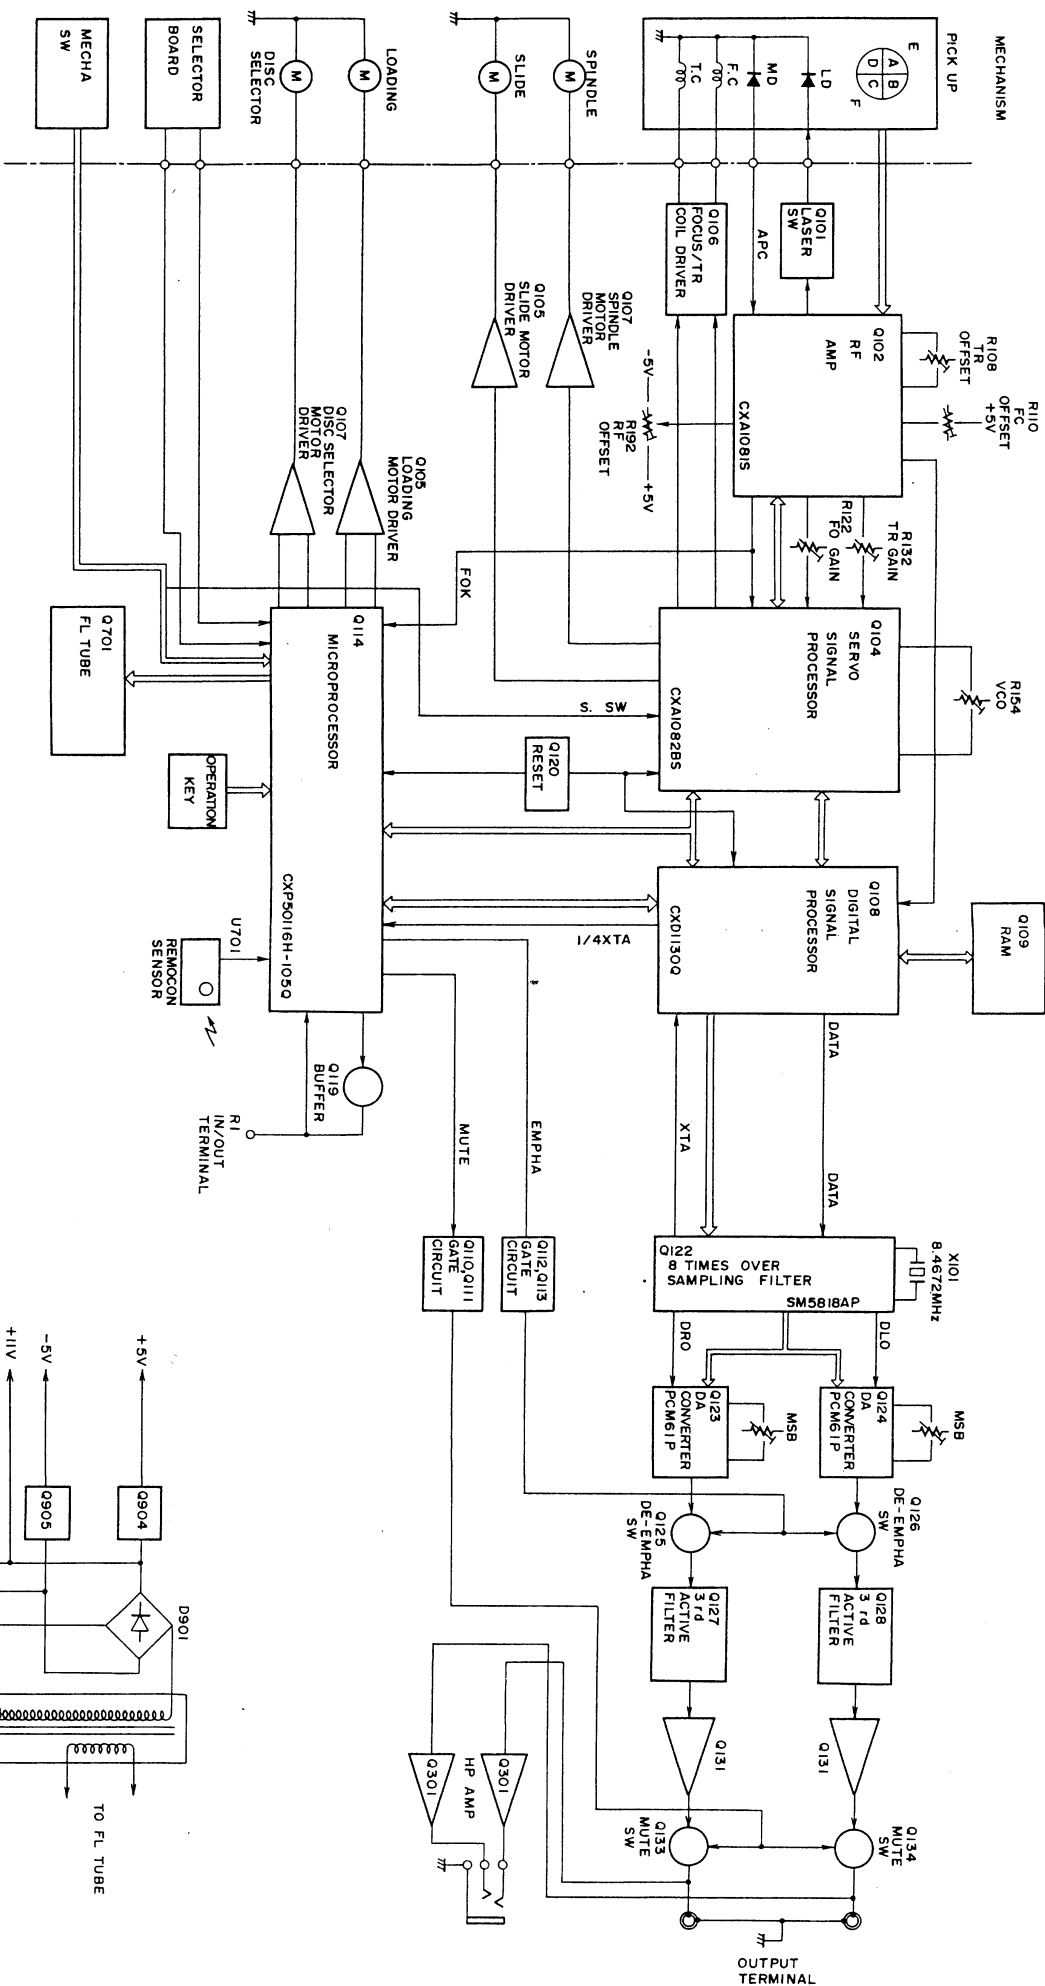 MECHANISM
PICK UP
E
A
B
D
C
F
LD
MD
F.C
T.C
SPINDLE
M
SLIDE
M
LOADING
M
DISC
SELECTOR
M
SELECTOR
BOARD
MECHA
SW
Q101
LASER
SW
APC
Q106
FOCUS/TR
COIL DRIVER
Q107
SPINDLE
MOTOR
DRIVER
Q105
SLIDE MOTOR
DRIVER
Q105
LOADING
MOTOR DRIVER
Q107
DISC SELECTOR
MOTOR
DRIVER
R108
TR
OFFSET
R110
FC
OFFSET
+5V
Q102
RF
AMP
CXA1081S
-5V
R192
RF
OFFSET
+5V
R132
TR GAIN
R122
FO GAIN
FOK
R154
VCO
Q104
SERVO
SIGNAL
PROCESSOR
CXA1082BS
S. SW
Q120
RESET
Q114
MICROPROCESSOR
CXP50116H-105Q
Q701
FL TUBE
OPERATION
KEY
U701
REMOCON
SENSOR
Q109
RAM
Q108
DIGITAL
SIGNAL
PROCESSOR
CXD1130Q
1/4XTA
DATA
DATA
XTA
EMPHA
MUTE
Q119
BUFFER
R1
IN/OUT
TERMINAL
X101
8.4672MHz
Q122
8 TIMES OVER
SAMPLING FILTER
SM5818AP
Q112,Q113
GATE
CIRCUIT
Q110,Q111
GATE
CIRCUIT
DLO
DRO
MSB
Q124
DA
CONVERTER
PCM61P
MSB
Q123
DA
CONVERTER
PCM61P
Q126
DE-EMPHA
SW
Q125
DE-EMPHA
SW
Q128
3rd
ACTIVE
FILTER
Q127
3rd
ACTIVE
FILTER
Q131
Q131
Q134
MUTE
SW
Q133
MUTE
SW
Q301
HP AMP
Q301
OUTPUT
TERMINAL
+5V
-5V
+11V
Q904
Q905
D901
TO FL TUBE